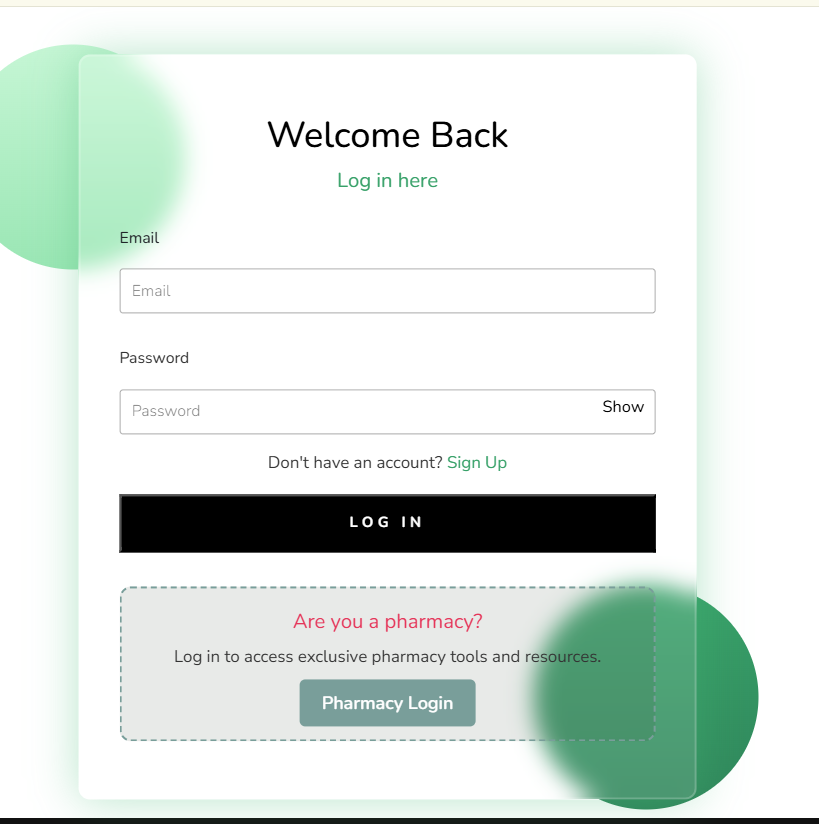 Welcome Back
Log in here
Email
Email
Password
Password Show
Don't have an account? Sign Up
LOG IN
Are you a pharmacy?
Log in to access exclusive pharmacy tools and resources.
Pharmacy Login